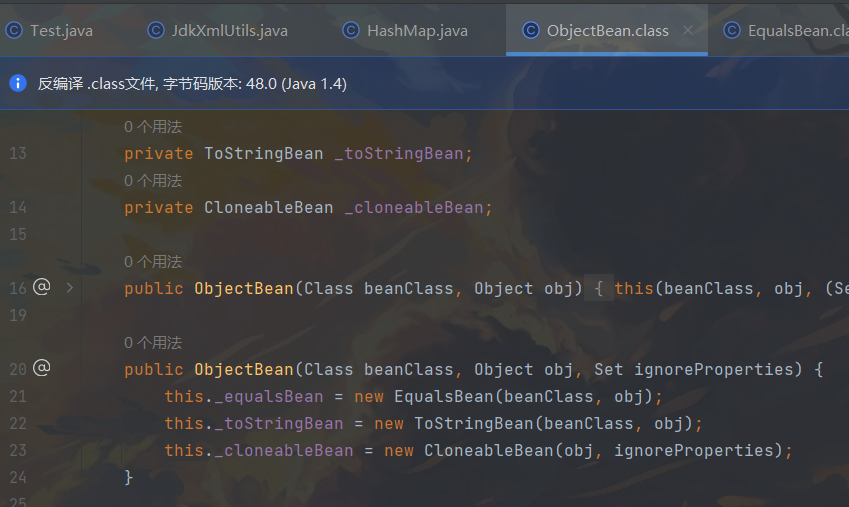 Test.java JdkXmlUtils.java HashMap.java ObjectBean.class EqualsBean.cla
反编译 .class文件, 字节码版本: 48.0 (Java 1.4)
0 个用法
13 private ToStringBean _toStringBean;
0 个用法
14 private CloneableBean _cloneableBean;
15
0 个用法
16 public ObjectBean(Class beanClass, Object obj) { this(beanClass, obj, (Se
19
0 个用法
20 public ObjectBean(Class beanClass, Object obj, Set ignoreProperties) {
21 this._equalsBean = new EqualsBean(beanClass, obj);
22 this._toStringBean = new ToStringBean(beanClass, obj);
23 this._cloneableBean = new CloneableBean(obj, ignoreProperties);
24 }
25